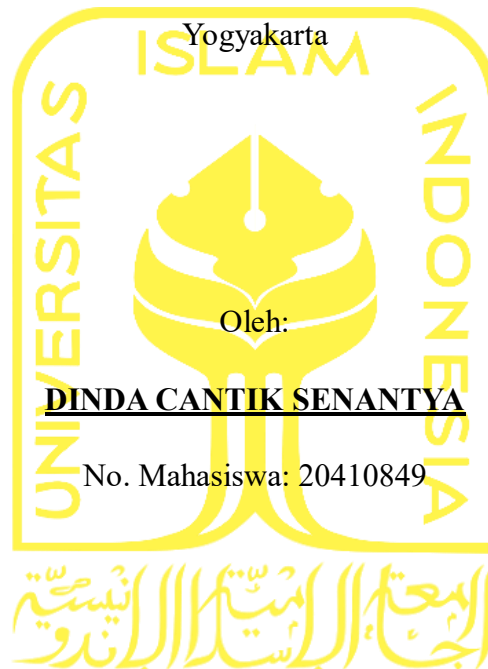 Yogyakarta
ISLAM
UNIVERSITAS
INDONESIA
Oleh:
DINDA CANTIK SENANTYA
No. Mahasiswa: 20410849